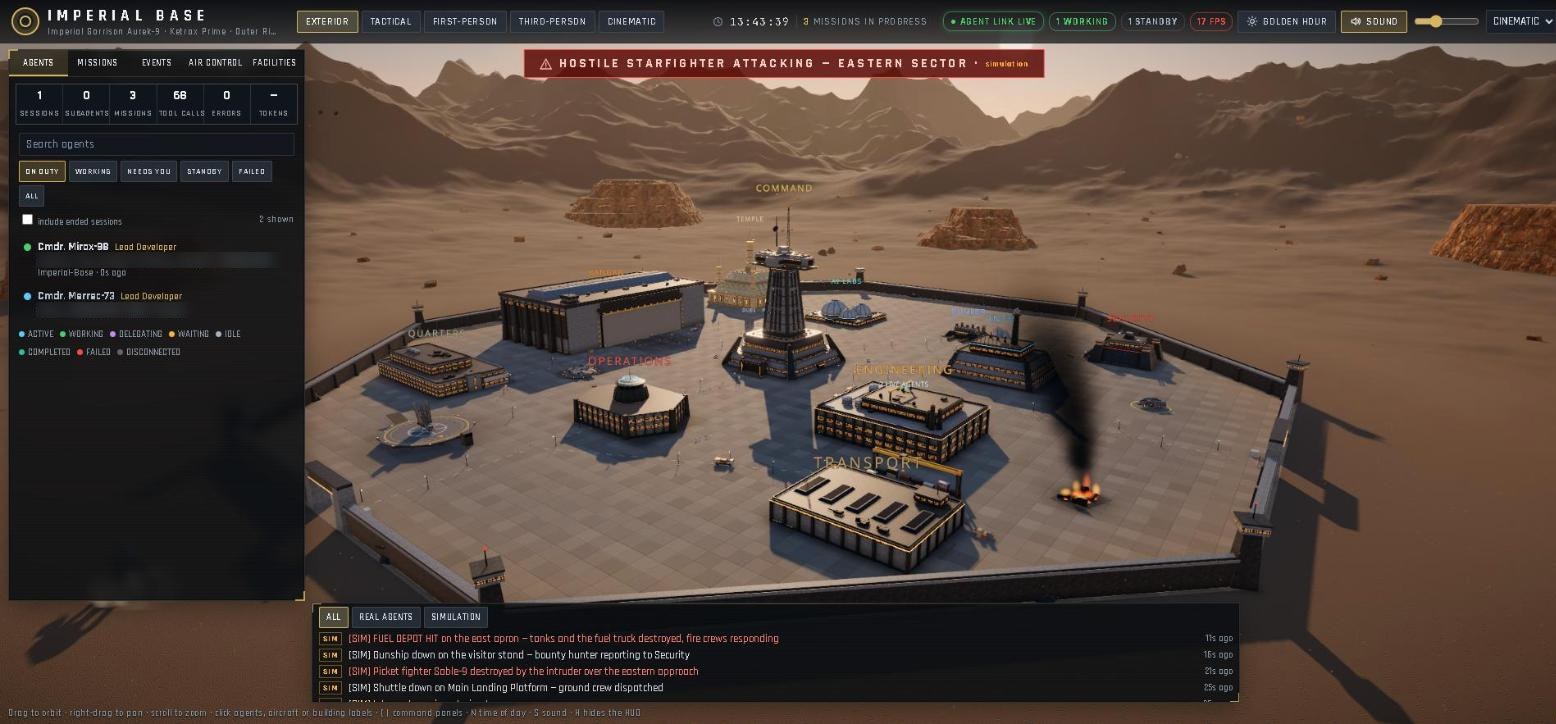 IMPERIAL BASE
Imperial Garrison Aurek-9 · Ketrax Prime · Outer Ri...
EXTERIOR TACTICAL FIRST-PERSON THIRD-PERSON CINEMATIC
13:43:39 3 MISSIONS IN PROGRESS
AGENT LINK LIVE 1 WORKING 1 STANDBY 17 FPS GOLDEN HOUR SOUND CINEMATIC
AGENTS MISSIONS EVENTS AIR CONTROL FACILITIES
HOSTILE STARFIGHTER ATTACKING — EASTERN SECTOR · simulation
1 0 3 68 0 —
SESSIONS SUBAGENTS MISSIONS TOOL CALLS ERRORS TOKENS
Search agents
ON DUTY WORKING NEEDS YOU STANDBY FAILED
ALL
include ended sessions 2 shown
Cmdr. Mirax-98 Lead Developer
Imperial-Base · 0s ago
Cmdr. Merrec-73 Lead Developer
ACTIVE WORKING DELEGATING WAITING IDLE
COMPLETED FAILED DISCONNECTED
COMMAND
TEMPLE
HANGAR
AI LABS
QUARTERS
OPERATIONS
ENGINEERING
AGENTS
TRANSPORT
ALL REAL AGENTS SIMULATION
SIM [SIM] FUEL DEPOT HIT on the east apron — tanks and the fuel truck destroyed, fire crews responding 11s ago
SIM [SIM] Gunship down on the visitor stand — bounty hunter reporting to Security 16s ago
SIM [SIM] Picket fighter Sable-9 destroyed by the intruder over the eastern approach 21s ago
SIM [SIM] Shuttle down on Main Landing Platform — ground crew dispatched 25s ago
Drag to orbit · right-drag to pan · scroll to zoom · click agents, aircraft or building labels · [ ] command panels · N time of day · S sound · H hides the HUD